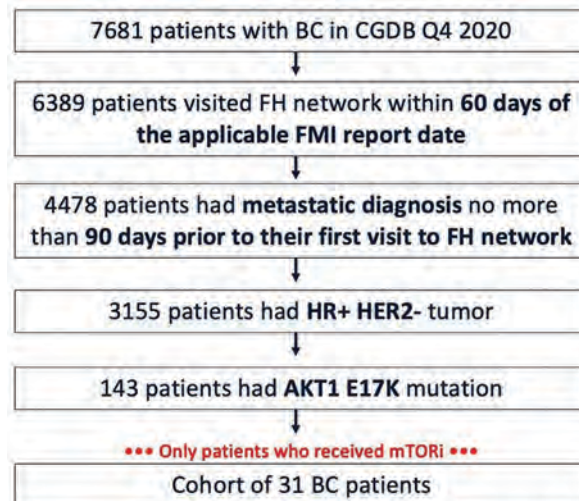 7681 patients with BC in CGDB Q4 2020
6389 patients visited FH network within 60 days of
the applicable FMI report date
4478 patients had metastatic diagnosis no more
than 90 days prior to their first visit to FH network
3155 patients had HR+ HER2- tumor
143 patients had AKT1 E17K mutation
••• Only patients who received mTORi •••
Cohort of 31 BC patients